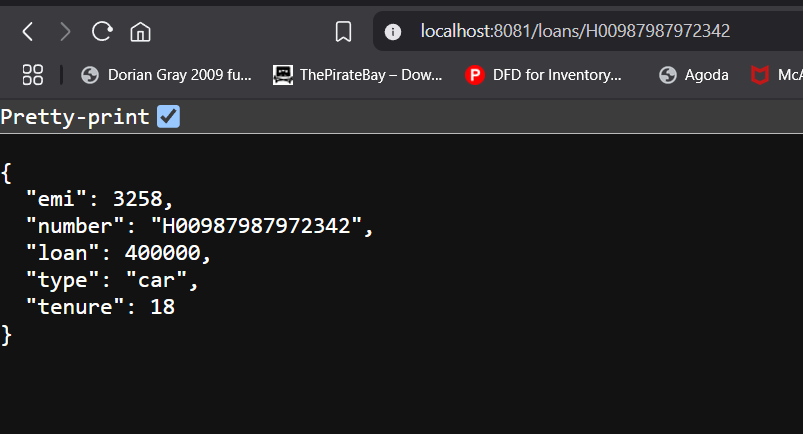 localhost:8081/loans/H00987987972342
Dorian Gray 2009 fu... ThePirateBay – Dow... DFD for Inventory... Agoda McA
Pretty-print
{
  "emi": 3258,
  "number": "H00987987972342",
  "loan": 400000,
  "type": "car",
  "tenure": 18
}